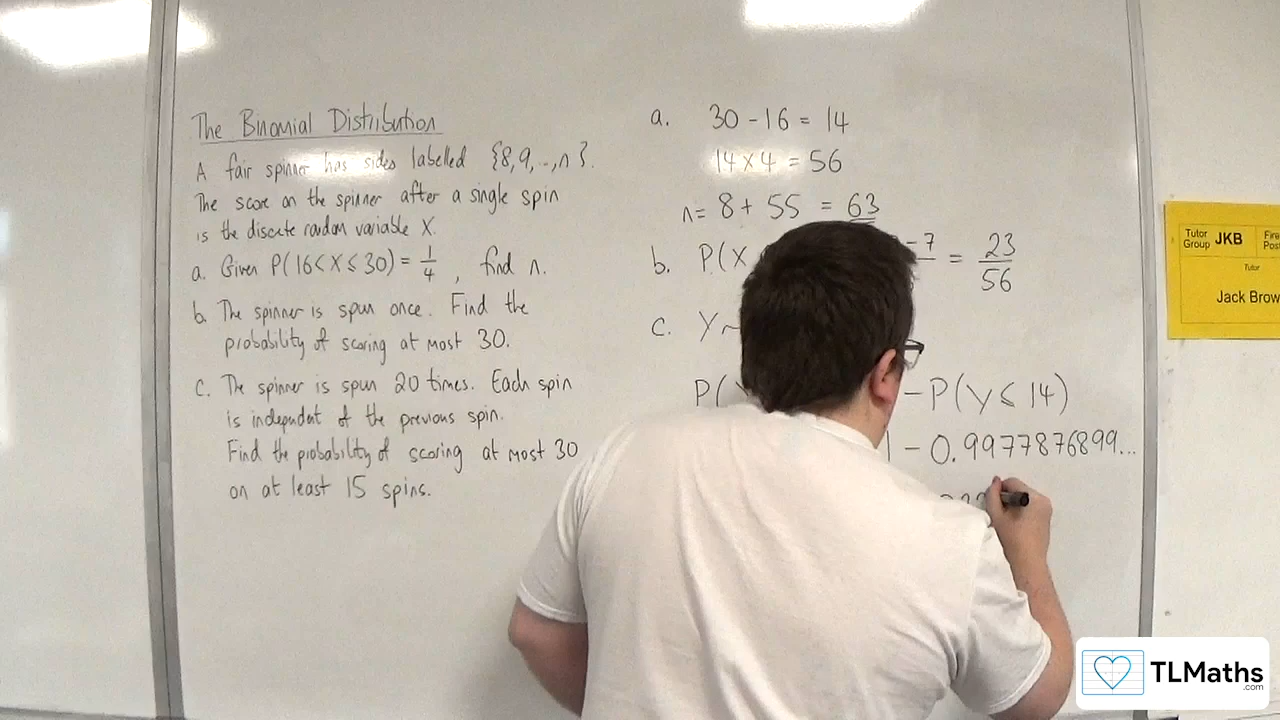 The Binomial Distribution
A fair spinner has sides labelled {8,9,...,n}.
The score on the spinner after a single spin
is the discrete random variable X.
a. Given P(16<X≤30) = 1/4 , find n.
b. The spinner is spun once. Find the
probability of scoring at most 30.
c. The spinner is spun 20 times. Each spin
is independent of the previous spin.
Find the probability of scoring at most 30
on at least 15 spins.
a. 30 - 16 = 14
14 x 4 = 56
n = 8 + 55 = 63
b. P(X - 7 = 23/56
c. Y ~
P( - P(Y ≤ 14)
1 - 0.9977876899...
Tutor Group JKB
Tutor
Jack Brow
TLMaths
.com